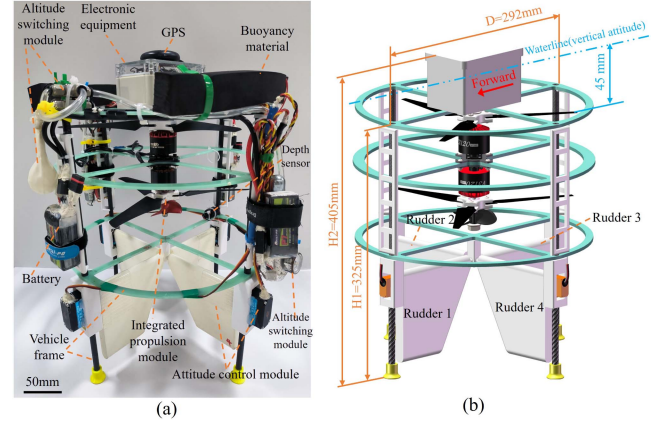 (a)
Altitude
switching
module
Electronic
equipment
GPS
Buoyancy
material
Depth
sensor
Battery
Vehicle
frame
Integrated
propulsion
module
Altitude
switching
module
Attitude control module
50mm
(a)
D=292mm
Waterline(vertical attitude)
Forward
45 mm
H2=405mm
H1=325mm
Rudder 2
Rudder 3
Rudder 1
Rudder 4
(b)